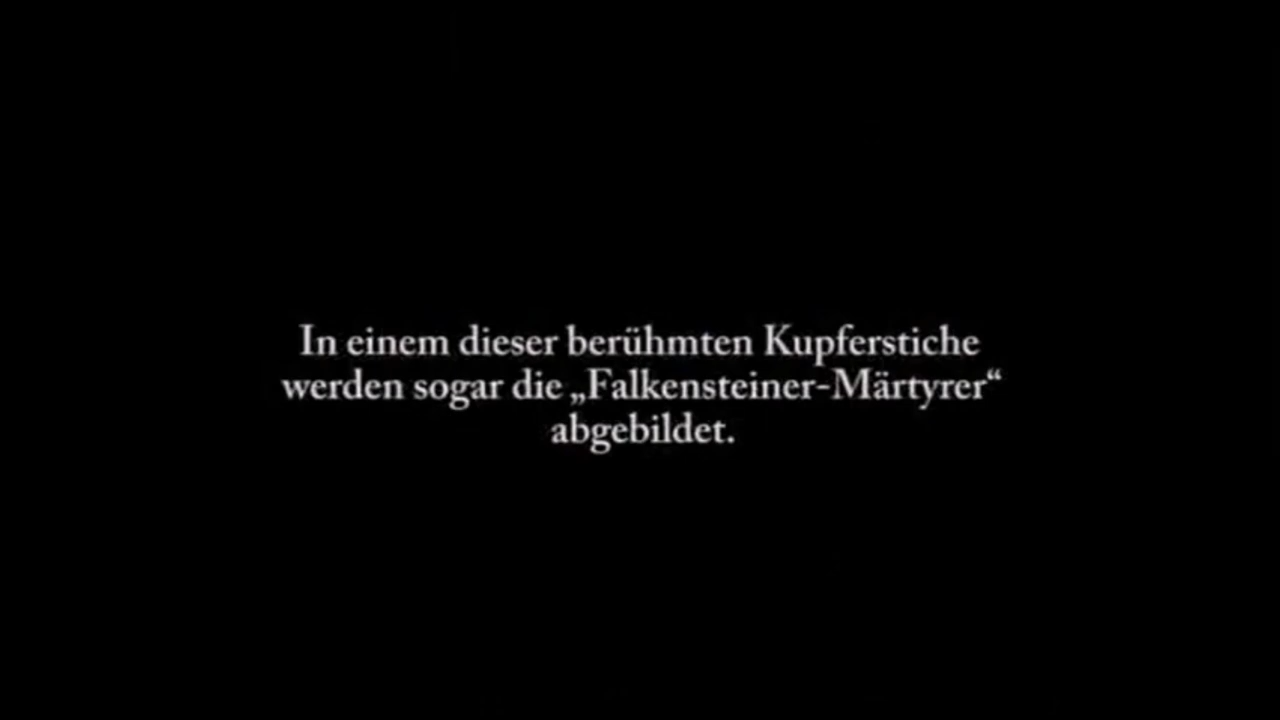 In einem dieser berühmten Kupferstiche
werden sogar die „Falkensteiner-Märtyrer“
abgebildet.